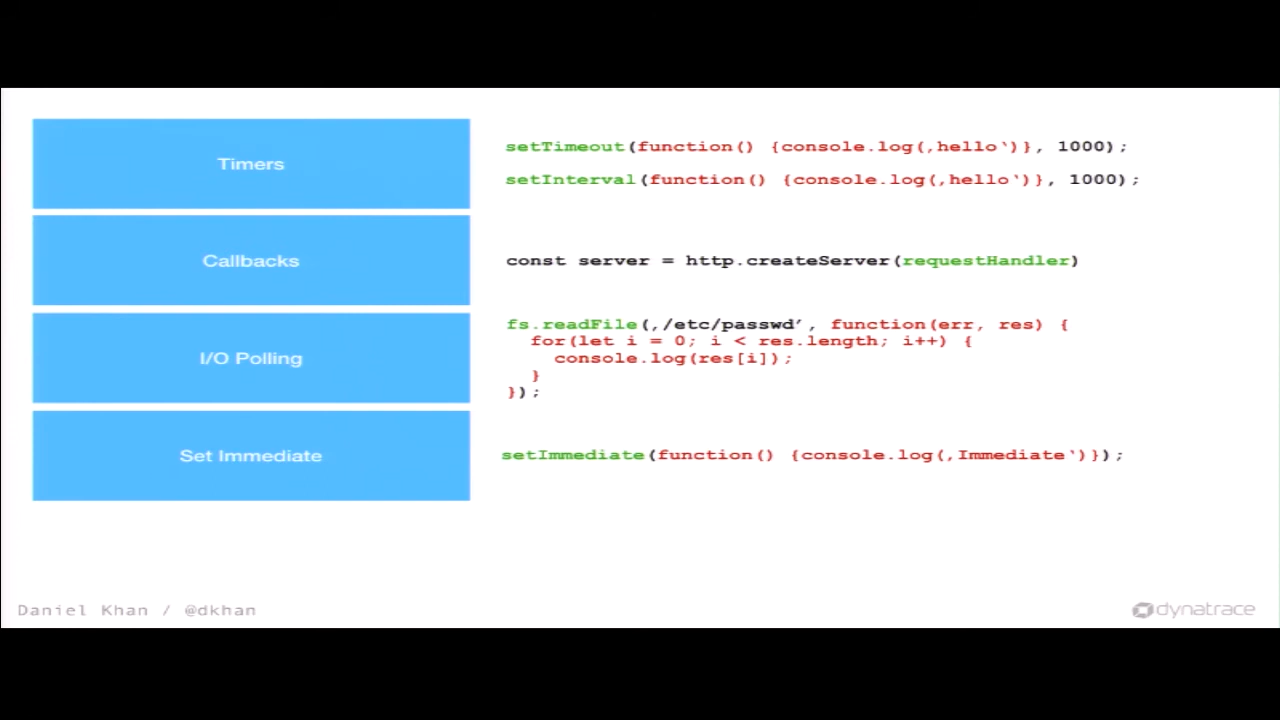 Timers
setTimeout(function() {console.log(‚hello‘)}, 1000);
setInterval(function() {console.log(‚hello‘)}, 1000);
Callbacks
const server = http.createServer(requestHandler)
I/O Polling
fs.readFile(‚/etc/passwd’, function(err, res) {
for(let i = 0; i < res.length; i++) {
console.log(res[i]);
}
});
Set Immediate
setImmediate(function() {console.log(‚Immediate‘)});
Daniel Khan / @dkhan
dynatrace